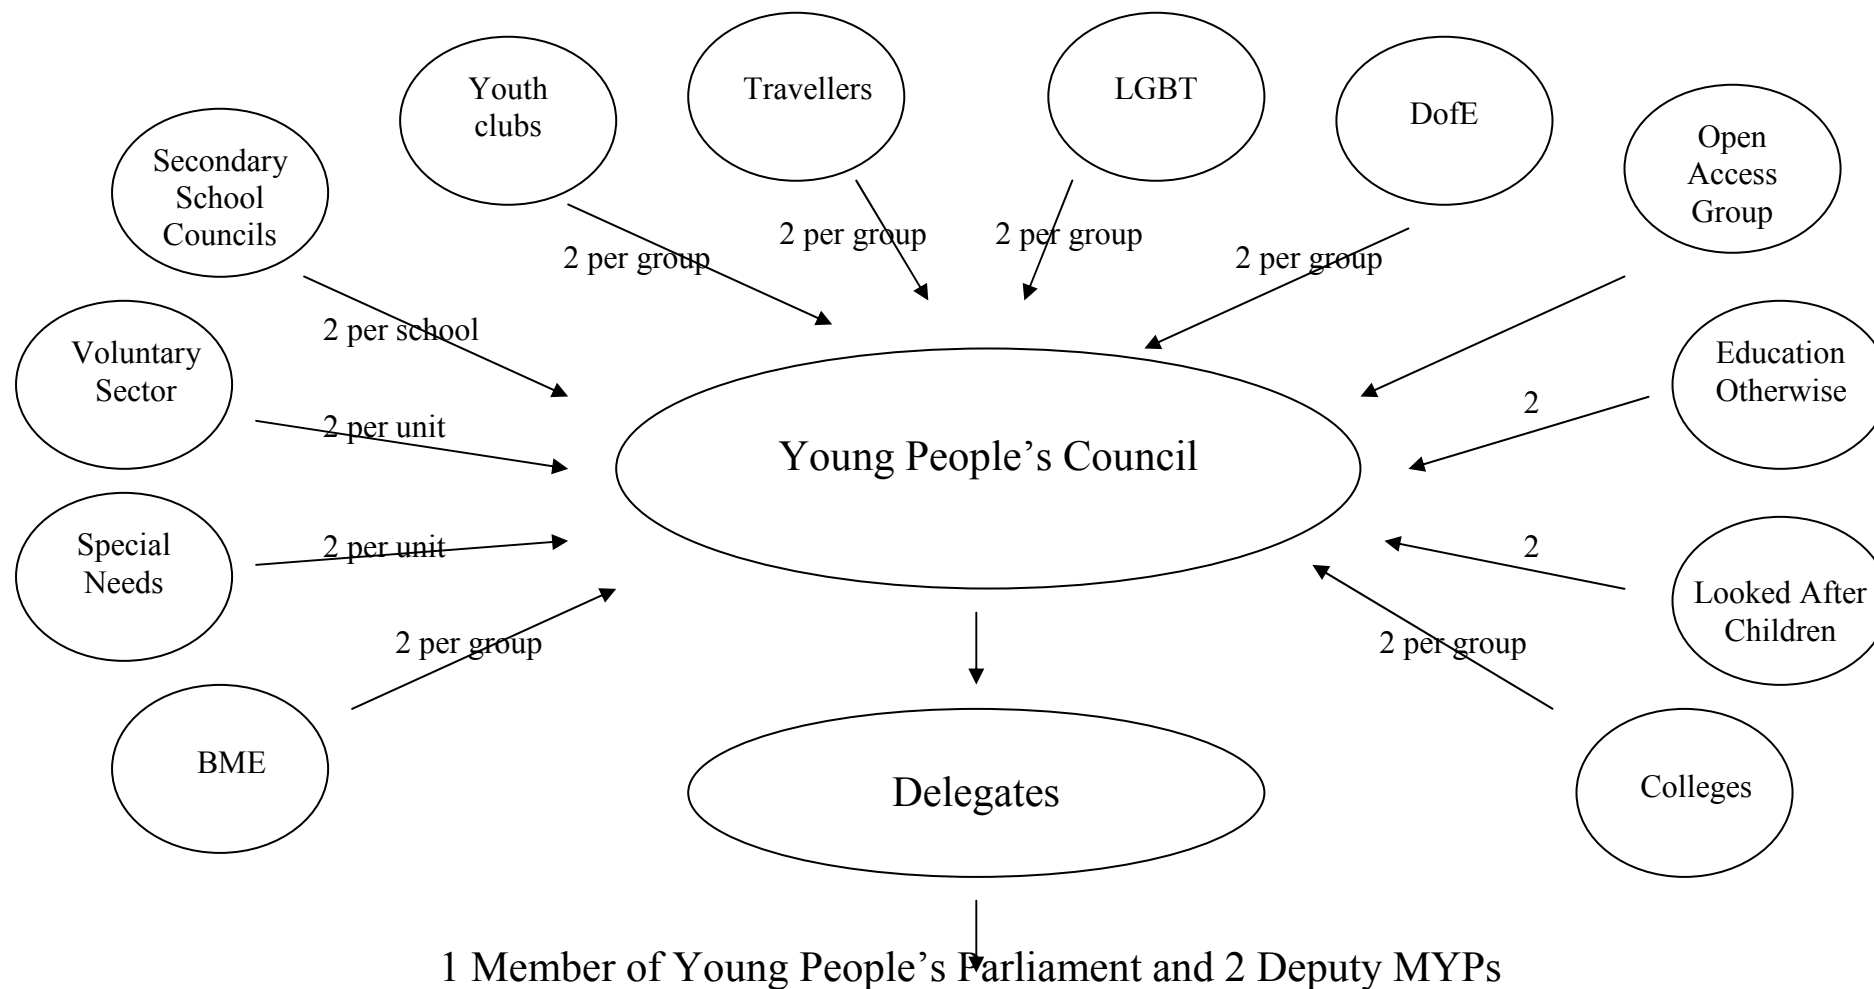 Youth
clubs
Travellers
LGBT
DofE
Open
Access
Group
Secondary
School
Councils
2 per group
2 per group
2 per group
2 per group
2 per school
Voluntary
Sector
Education
Otherwise
2 per unit
2
Young People’s Council
Special
Needs
2 per unit
2
Looked After
Children
2 per group
2 per group
BME
Delegates
Colleges
1 Member of Young People’s Parliament and 2 Deputy MYPs